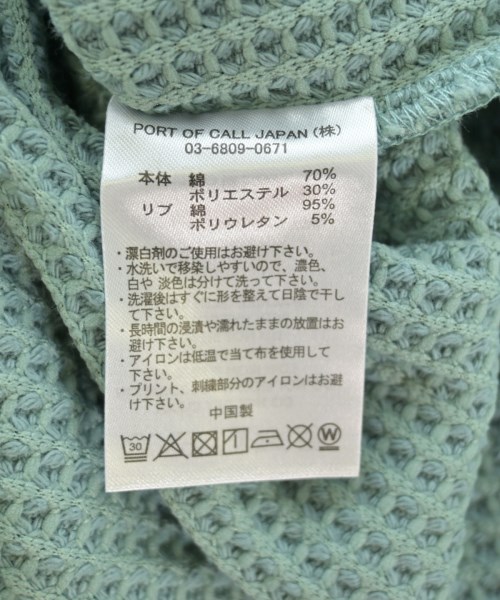 PORT OF CALL JAPAN (株)
03-6809-0671
本体 綿 70%
ポリエステル 30%
リブ 綿 95%
ポリウレタン 5%
・漂白剤のご使用はお避け下さい。
・水洗いで移染しやすいので、濃色、
白や 淡色は分けて洗って下さい。
・洗濯後はすぐに形を整えて日陰で干し
て下さい。
・長時間の浸漬や濡れたままの放置はお
避け下さい。
・アイロンは低温で当て布を使用して
下さい。
・プリント、刺繍部分のアイロンはお避
け下さい。
中国製
30 W